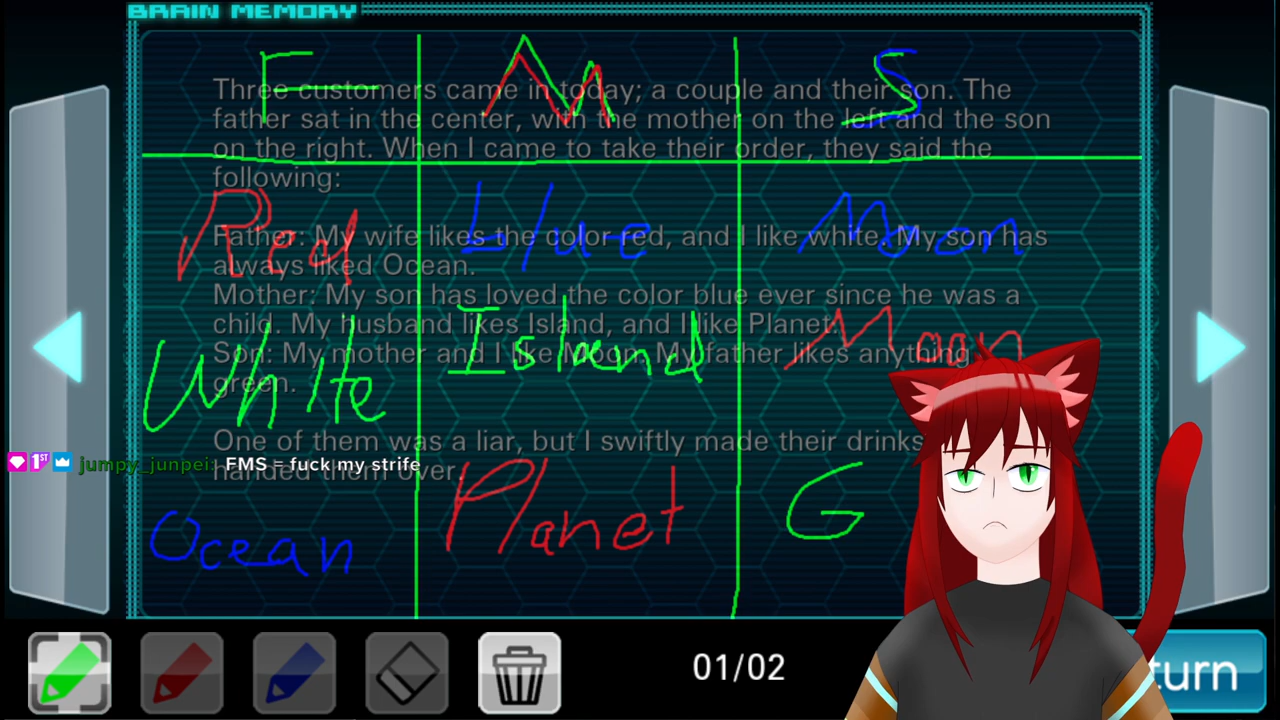 BRAIN MEMORY
F M S
Three customers came in today; a couple and their son. The
father sat in the center, with the mother on the left and the son
on the right. When I came to take their order, they said the
following:
Red blue Moon
Father: My wife likes the color red, and I like white. My son has
always liked Ocean.
Mother: My son has loved the color blue ever since he was a
child. My husband likes Island, and I like Planet.
White Island Moon
Son: My mother and I like Moon. My father likes anything
green.
One of them was a liar, but I swiftly made their drinks
handed them over.
jumpy_junpei: FMS = fuck my strife
Ocean Planet G
01/02
turn